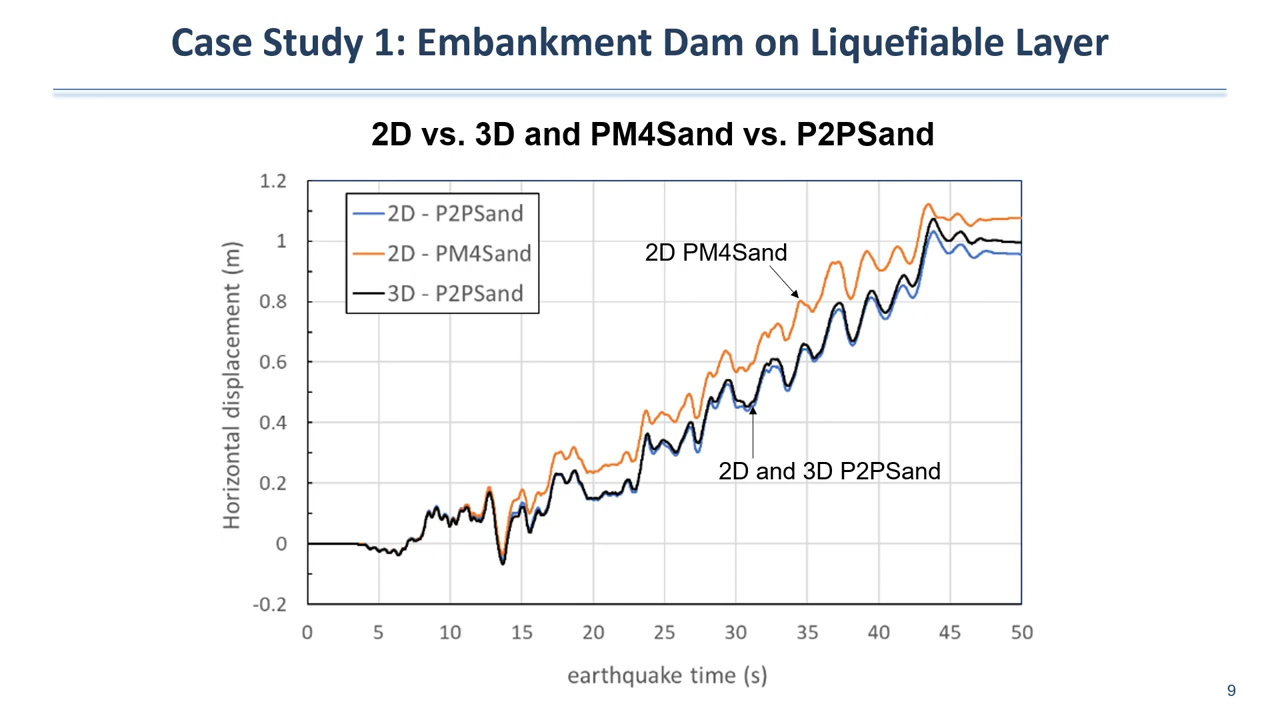 Case Study 1: Embankment Dam on Liquefiable Layer
2D vs. 3D and PM4Sand vs. P2PSand
Horizontal displacement (m)
1.2
1
0.8
0.6
0.4
0.2
0
-0.2
2D - P2PSand
2D - PM4Sand
3D - P2PSand
2D PM4Sand
2D and 3D P2PSand
0 5 10 15 20 25 30 35 40 45 50
earthquake time (s)
9